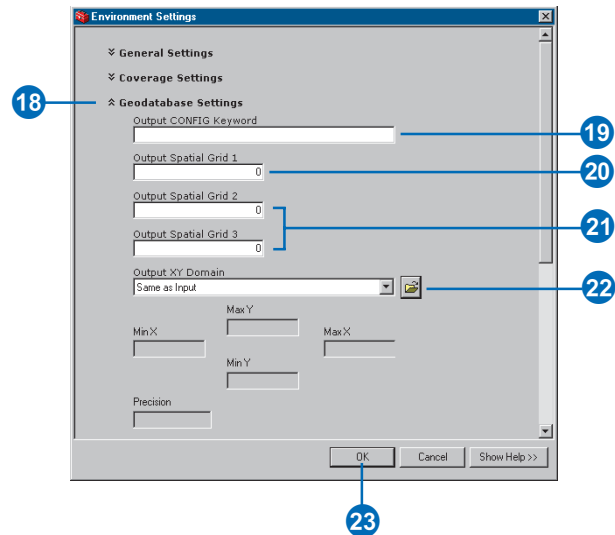 Environment Settings
General Settings
Coverage Settings
18
Geodatabase Settings
Output CONFIG Keyword
19
Output Spatial Grid 1
0
20
Output Spatial Grid 2
0
21
Output Spatial Grid 3
0
Output XY Domain
Same as Input
22
Max Y
Min X
Max X
Min Y
Precision
OK
Cancel
Show Help >>
23